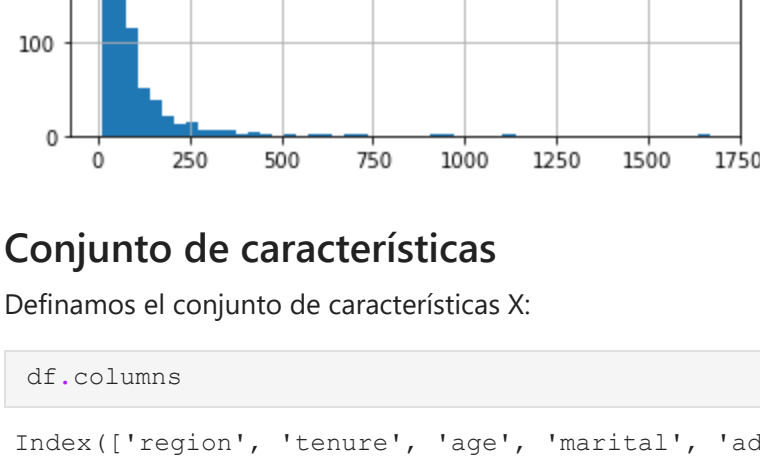 100
0
0 250 500 750 1000 1250 1500 1750
Conjunto de características
Definamos el conjunto de características X:
df.columns
Index(['region', 'tenure', 'age', 'marital', 'ad